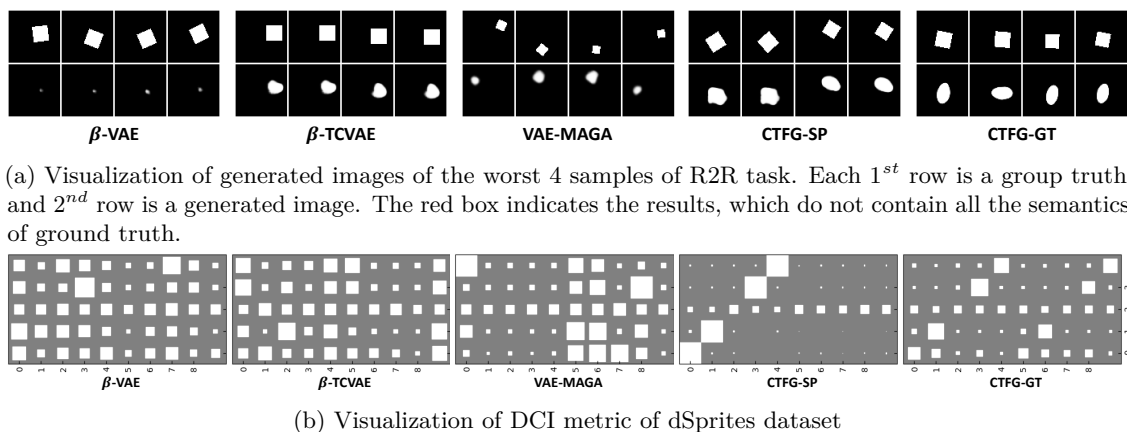 β-VAE β-TCVAE VAE-MAGA CTFG-SP CTFG-GT
(a) Visualization of generated images of the worst 4 samples of R2R task. Each 1st row is a group truth
and 2nd row is a generated image. The red box indicates the results, which do not contain all the semantics
of ground truth.
0 1 2 3 4 5 6 7 8 0 1 2 3 4 5 6 7 8 0 1 2 3 4 5 6 7 8 0 1 2 3 4 5 6 7 8 0 1 2 3 4 5 6 7 8
β-VAE β-TCVAE VAE-MAGA CTFG-SP CTFG-GT
(b) Visualization of DCI metric of dSprites dataset